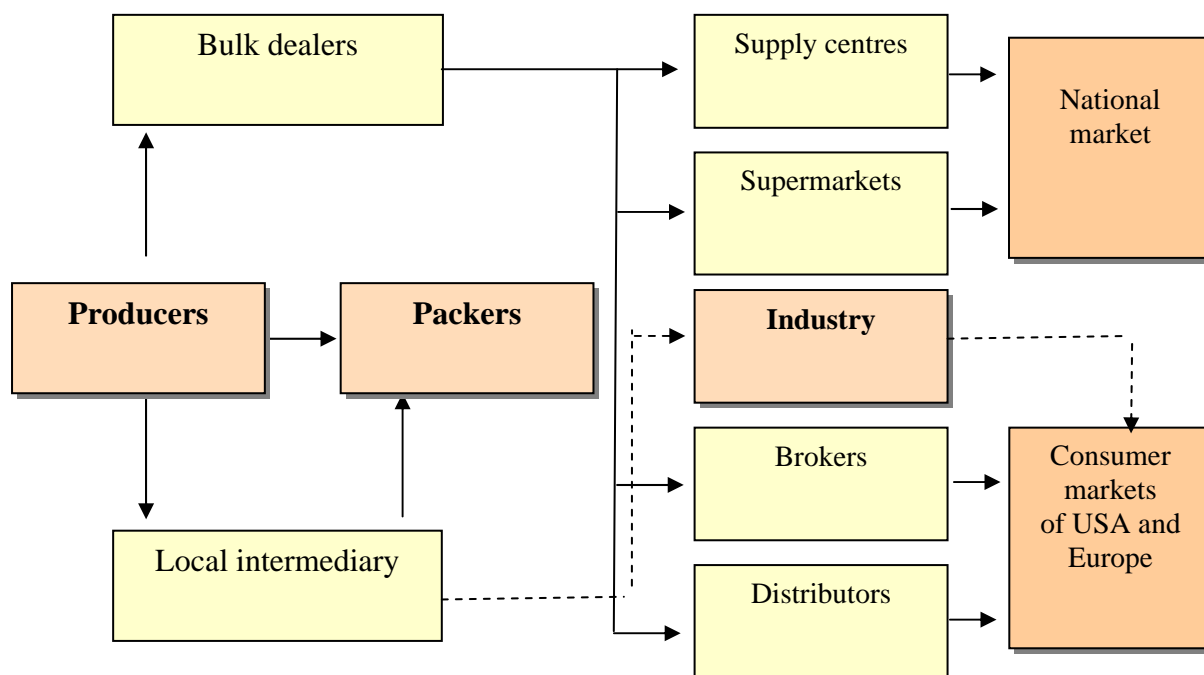 Bulk dealers
Supply centres
National
market
Supermarkets
Producers
Packers
Industry
Brokers
Consumer
markets
of USA and
Europe
Local intermediary
Distributors